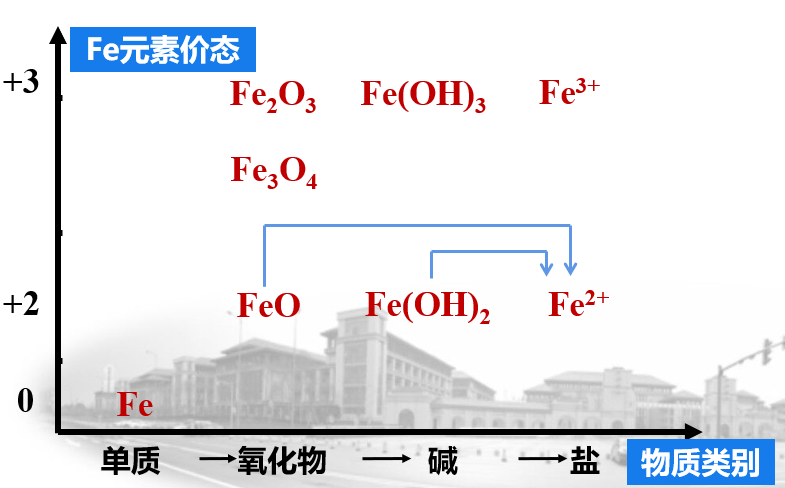 Fe元素价态
+3
Fe₂O₃ Fe(OH)₃ Fe³⁺
Fe₃O₄
+2
FeO Fe(OH)₂ Fe²⁺
0
Fe
单质 氧化物 碱 盐
物质类别